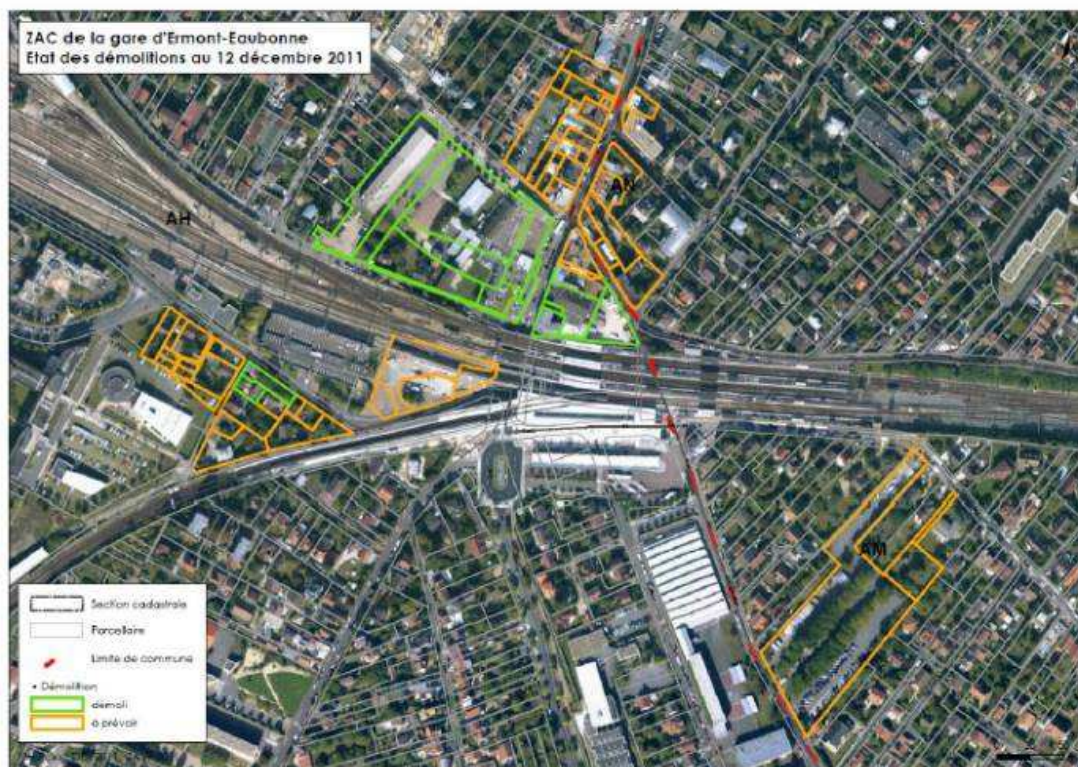 ZAC de la gare d'Ermont-Eaubonne
Etat des démolitions au 12 décembre 2011
AN
AH
AM
Section cadastrale
Parcellaire
Limite de commune
• Démolition
démoli
à prévoir